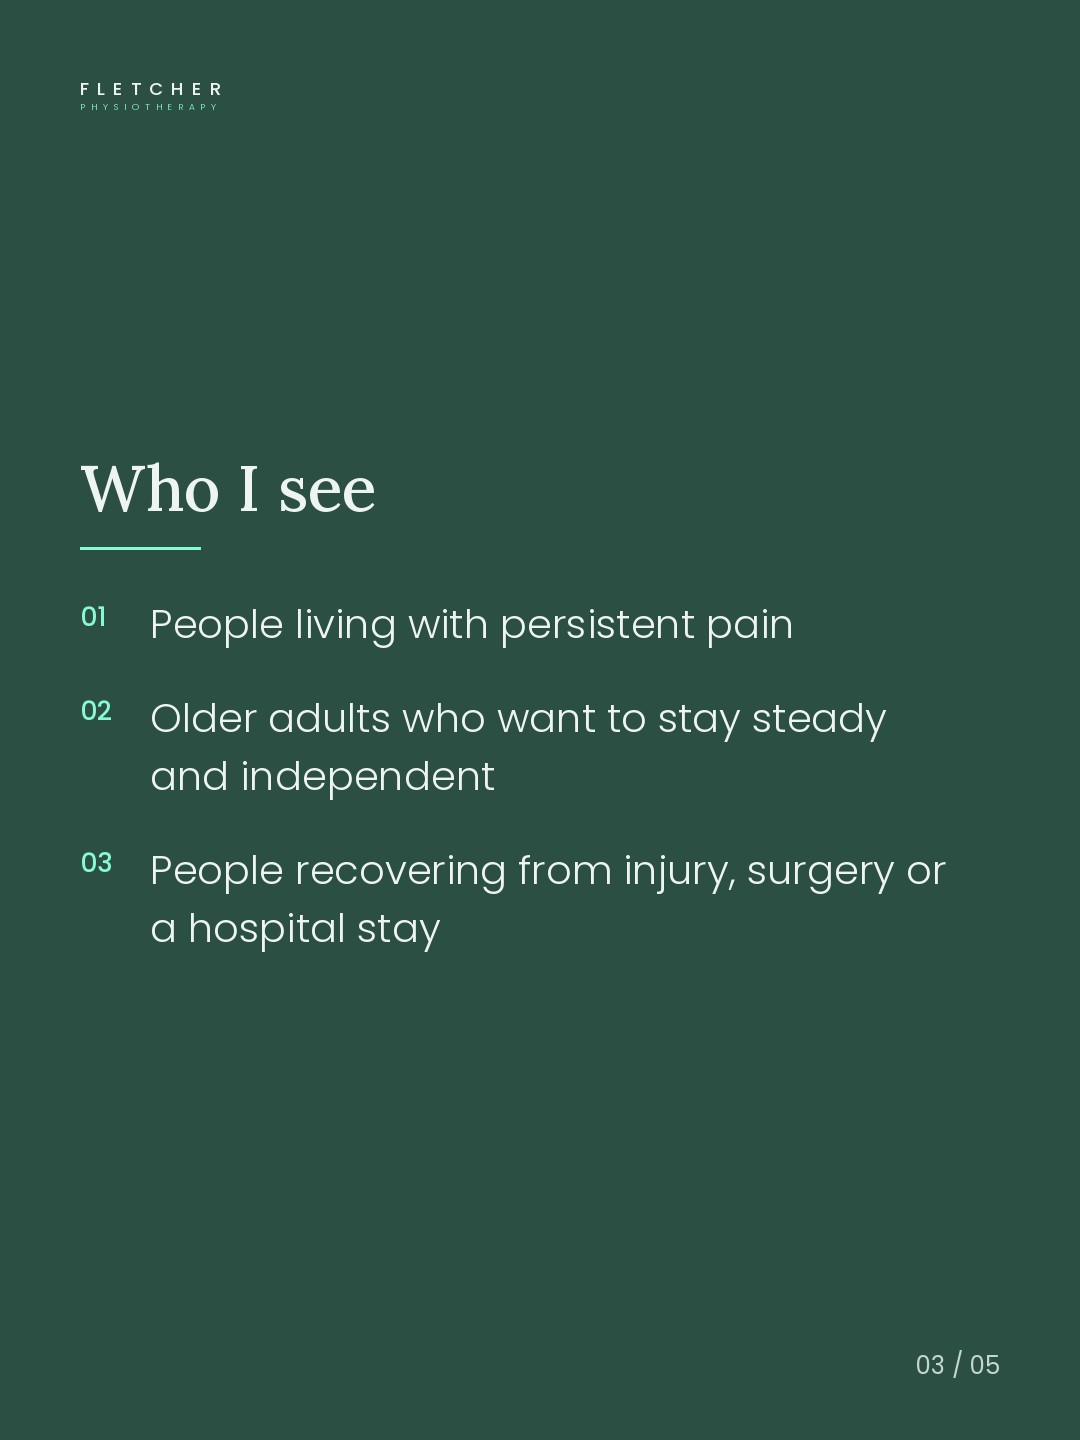 FLETCHER
PHYSIOTHERAPY
Who I see
01 People living with persistent pain
02 Older adults who want to stay steady
and independent
03 People recovering from injury, surgery or
a hospital stay
03 / 05